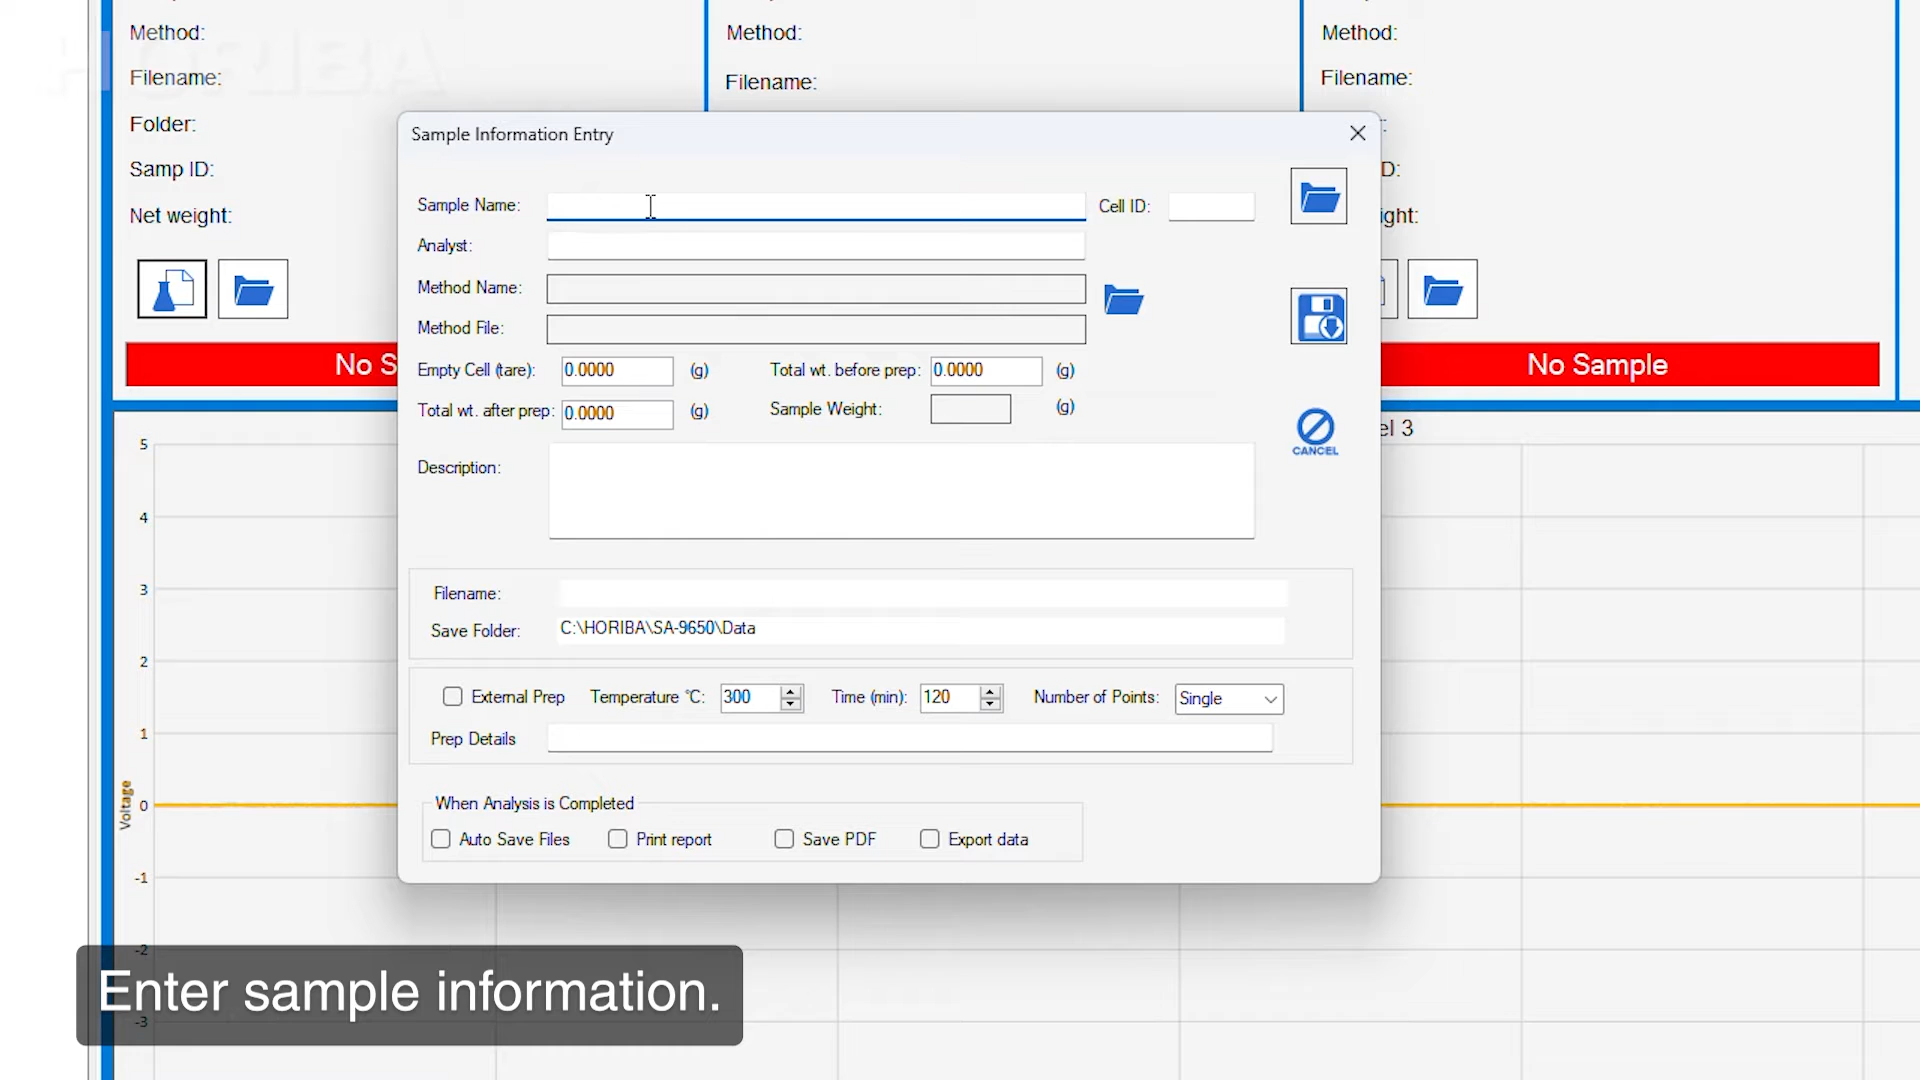 HORIBA
Method:
Filename:
Folder:
Samp ID:
Net weight:
No S
Method:
Filename:
Method:
Filename:
D:
ight:
No Sample
Sample Information Entry
Sample Name:
Cell ID:
Analyst:
Method Name:
Method File:
Empty Cell (tare): 0.0000 (g)
Total wt. before prep: 0.0000 (g)
Total wt. after prep: 0.0000 (g)
Sample Weight: (g)
CANCEL
Description:
Filename:
Save Folder: C:\HORIBA\SA-9650\Data
External Prep Temperature °C: 300 Time (min): 120 Number of Points: Single
Prep Details
When Analysis is Completed
Auto Save Files Print report Save PDF Export data
el 3
5
4
3
2
1
0
-1
-2
-3
Voltage
Enter sample information.